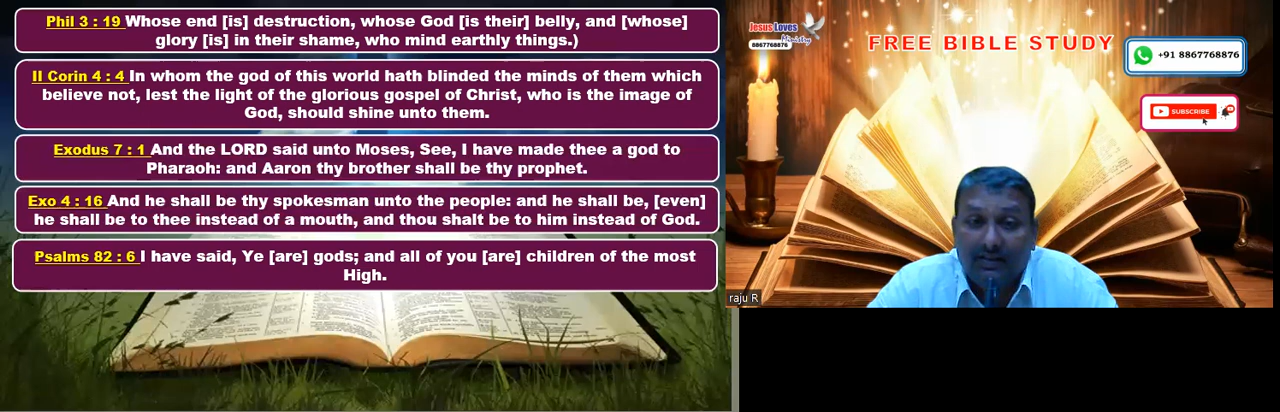 Phil 3 : 19 Whose end [is] destruction, whose God [is their] belly, and [whose]
glory [is] in their shame, who mind earthly things.)
II Corin 4 : 4 In whom the god of this world hath blinded the minds of them which
believe not, lest the light of the glorious gospel of Christ, who is the image of
God, should shine unto them.
Exodus 7 : 1 And the LORD said unto Moses, See, I have made thee a god to
Pharaoh: and Aaron thy brother shall be thy prophet.
Exo 4 : 16 And he shall be thy spokesman unto the people: and he shall be, [even]
he shall be to thee instead of a mouth, and thou shalt be to him instead of God.
Psalms 82 : 6 I have said, Ye [are] gods; and all of you [are] children of the most
High.
Jesus Loves
Ministry
8867768876
FREE BIBLE STUDY
+91 8867768876
SUBSCRIBE
raju R